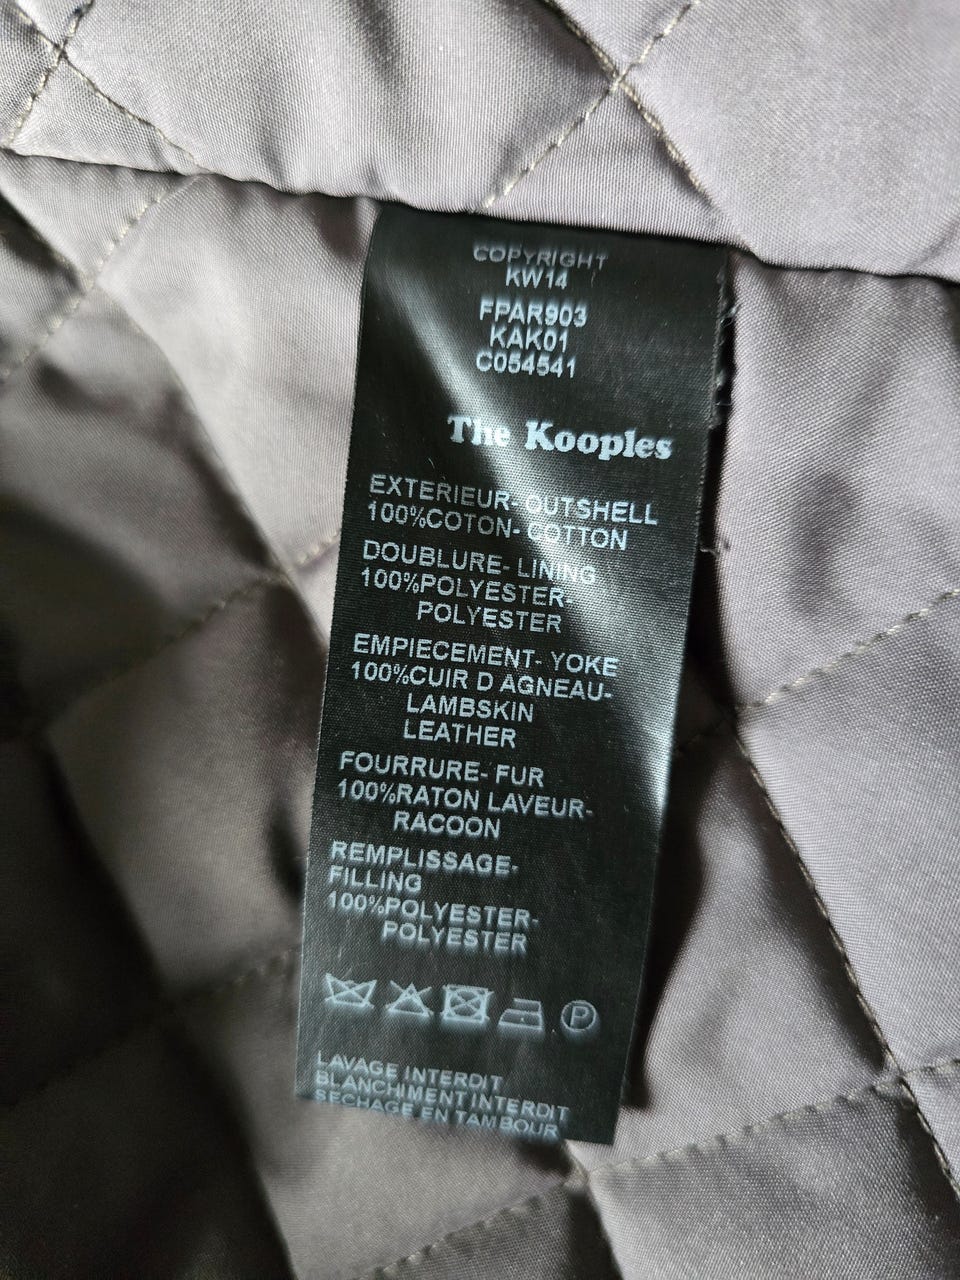 COPYRIGHT
KW14
FPAR903
KAK01
C054541
The Kooples
EXTERIEUR- OUTSHELL
100%COTON- COTTON
DOUBLURE- LINING
100%POLYESTER-
POLYESTER
EMPIECEMENT- YOKE
100%CUIR D AGNEAU-
LAMBSKIN
LEATHER
FOURRURE- FUR
100%RATON LAVEUR-
RACOON
REMPLISSAGE-
FILLING
100%POLYESTER-
POLYESTER
P
LAVAGE INTERDIT
BLANCHIMENT INTERDIT
SECHAGE EN TAMBOUR